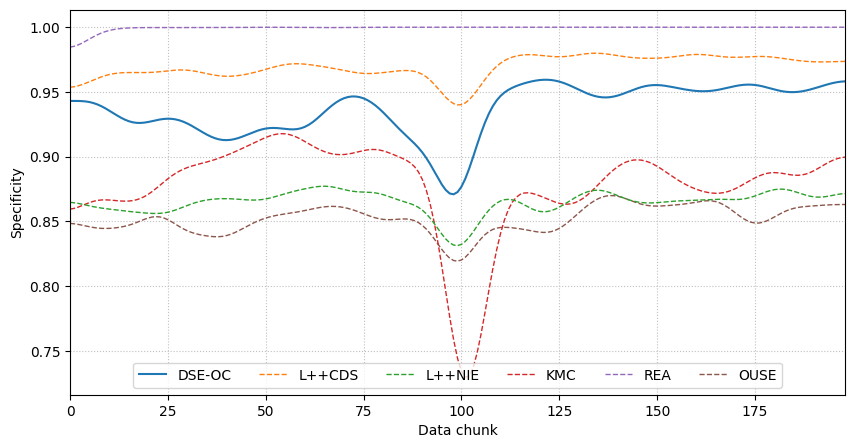 1.00
0.95
0.90
0.85
0.80
0.75
Specificity
DSE-OC L++CDS L++NIE KMC REA OUSE
0 25 50 75 100 125 150 175
Data chunk